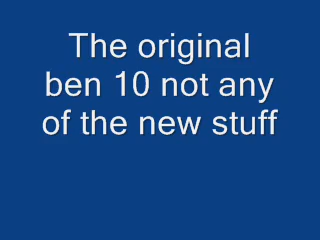 The original
ben 10 not any
of the new stuff